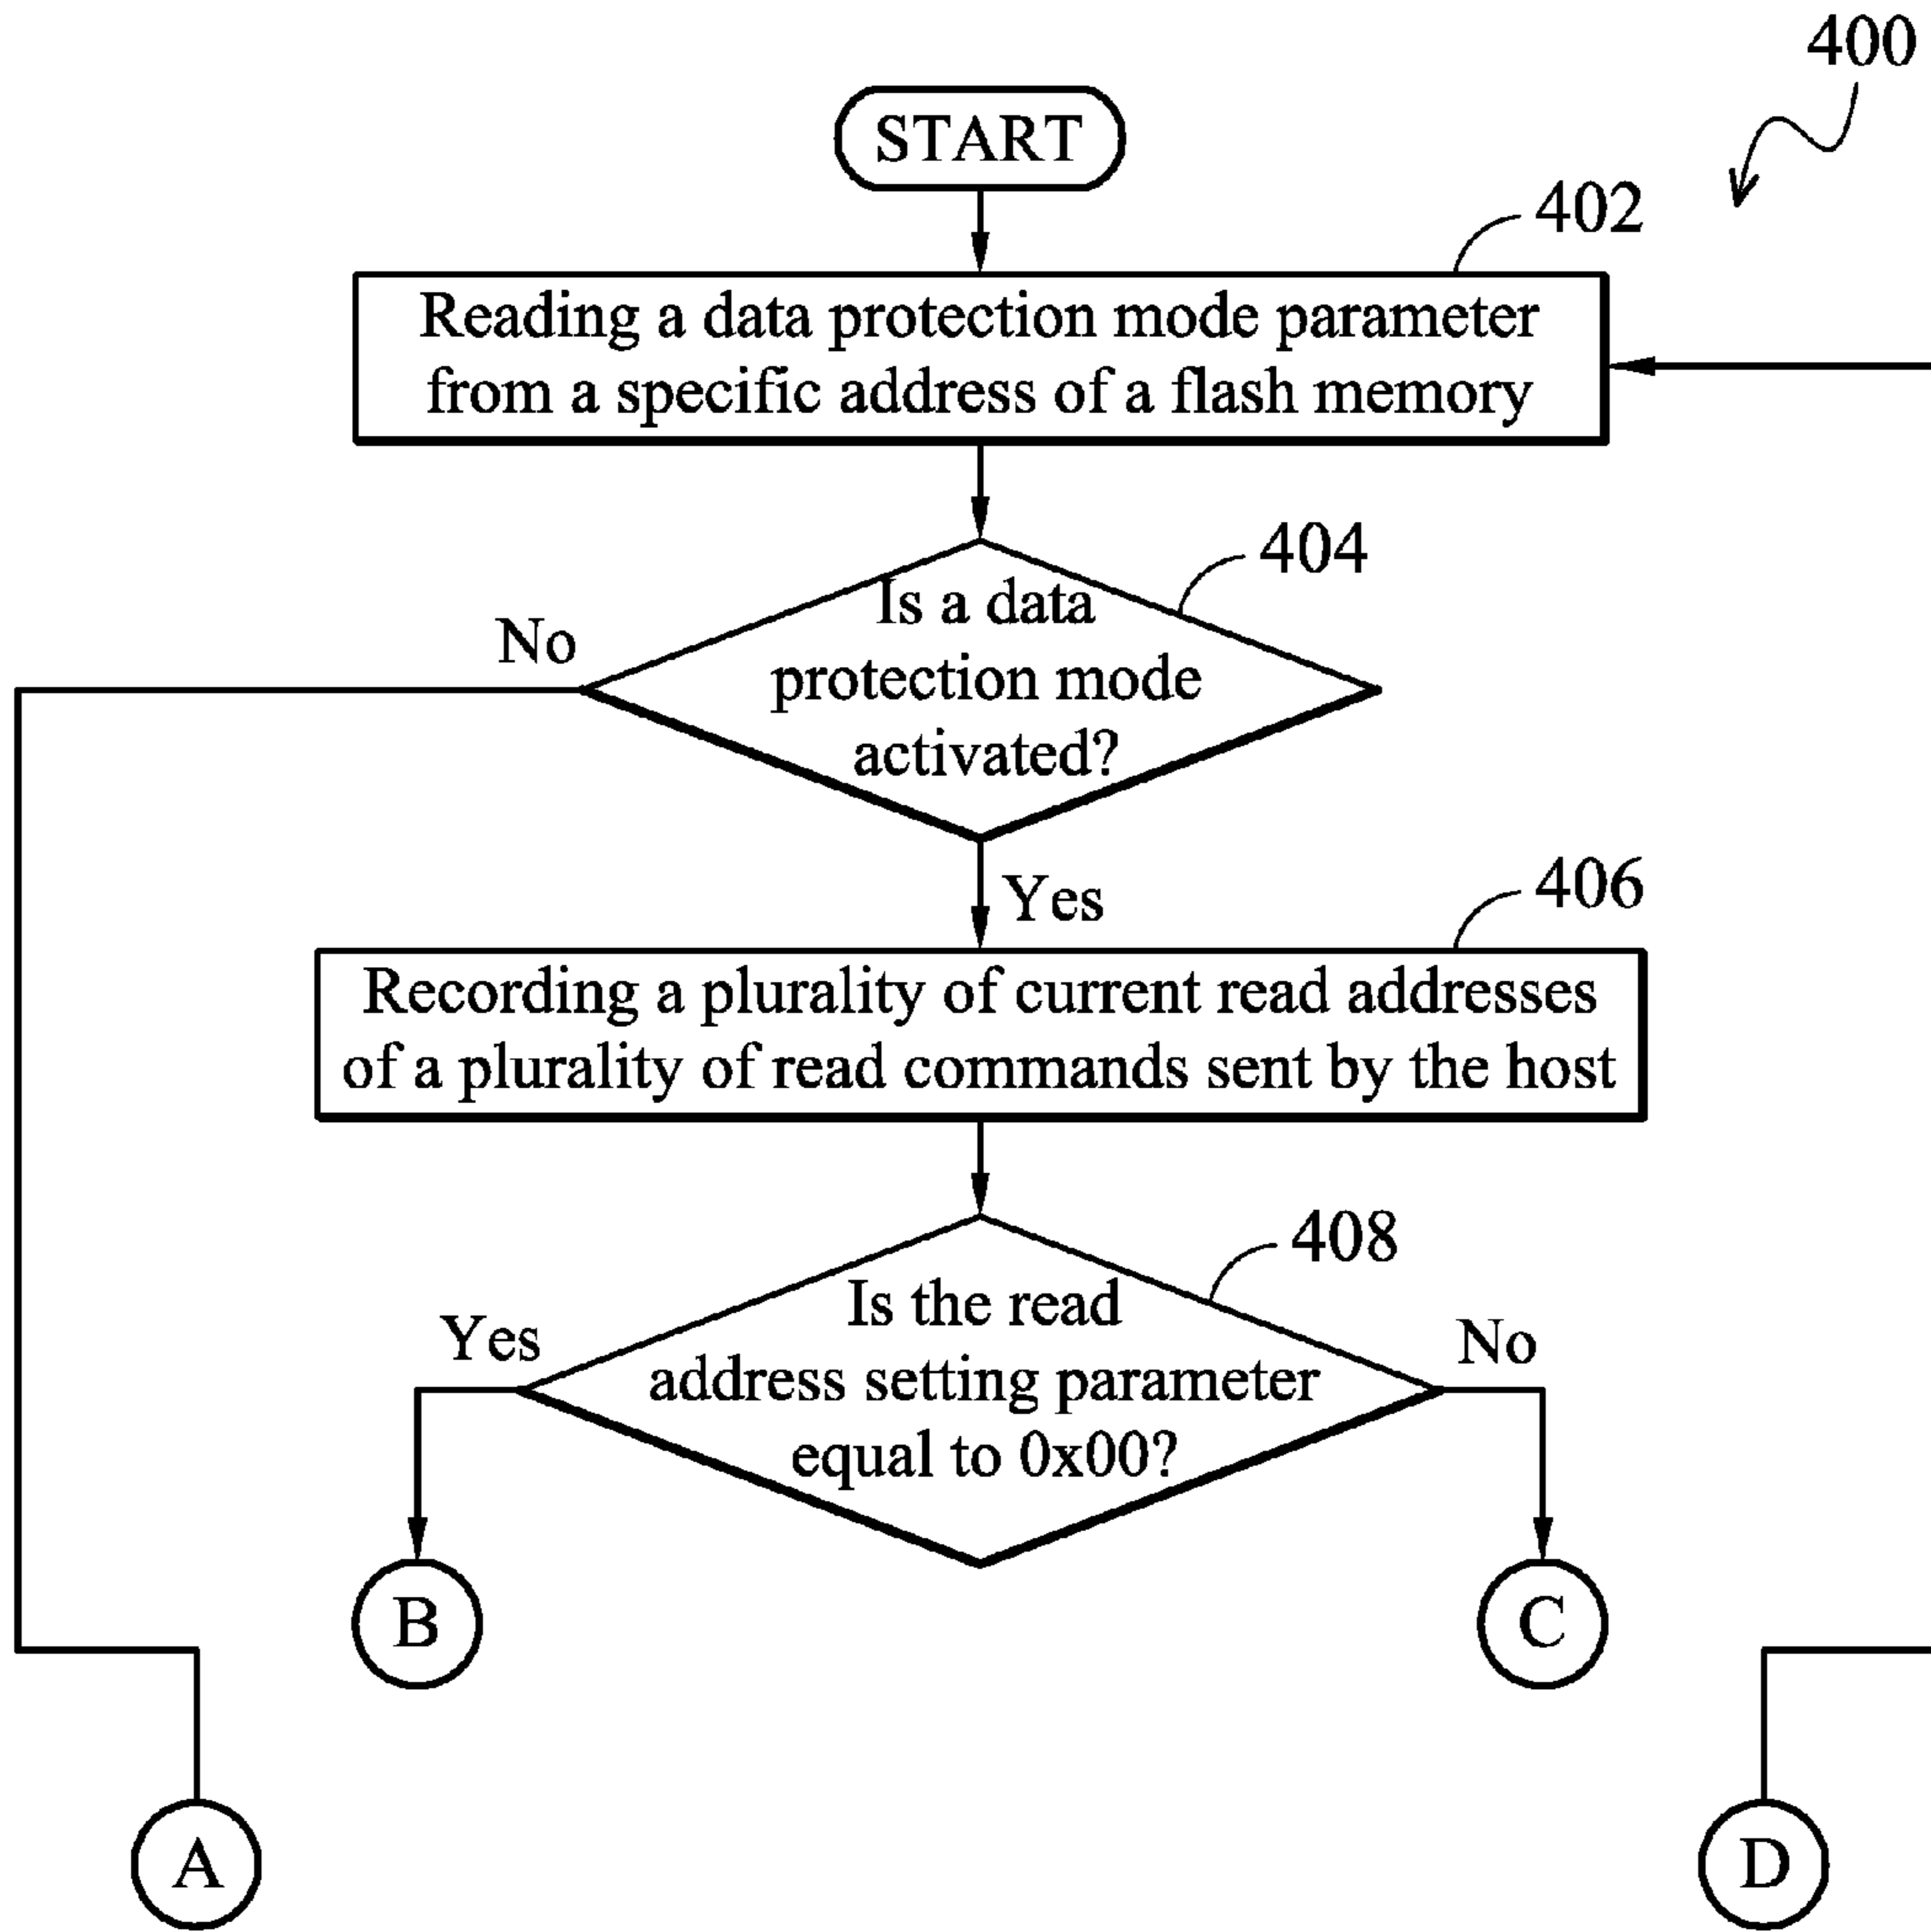 400
START
402
Reading a data protection mode parameter
from a specific address of a flash memory
404
Is a data
protection mode
activated?
No
Yes
406
Recording a plurality of current read addresses
of a plurality of read commands sent by the host
408
Is the read
address setting parameter
equal to 0x00?
Yes
No
B
C
A
D